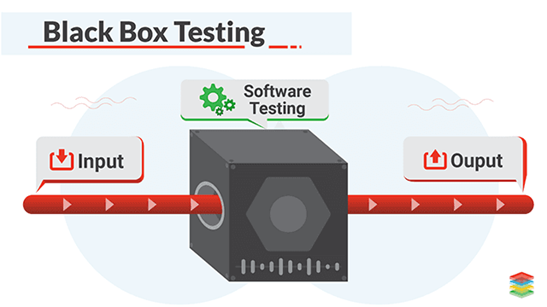 Black Box Testing
Software
Testing
Input
Ouput